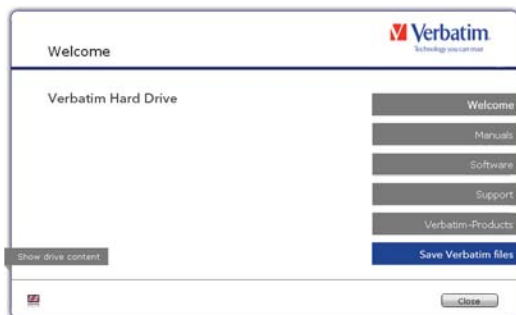 Welcome
Verbatim
Technology you can trust
Verbatim Hard Drive
Welcome
Manuals
Software
Support
Verbatim-Products
Save Verbatim files
Show drive content
Close